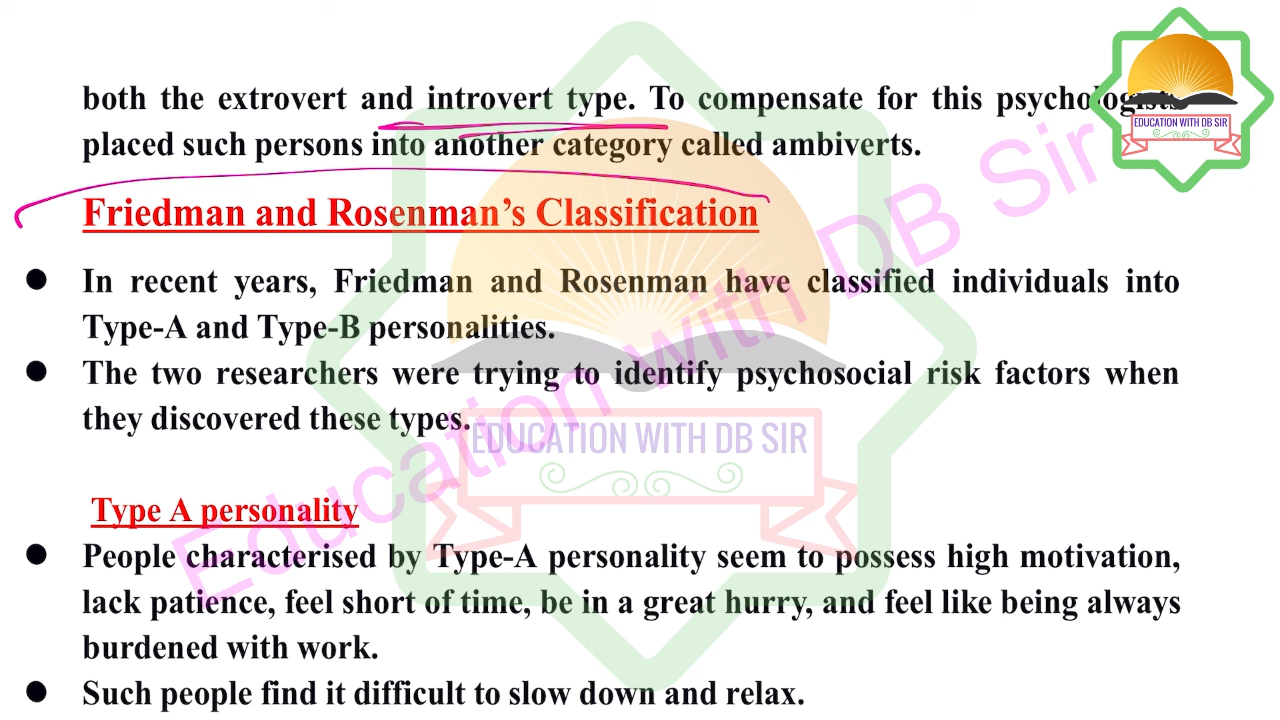 both the extrovert and introvert type. To compensate for this psychologists
placed such persons into another category called ambiverts.
EDUCATION WITH DB SIR
Friedman and Rosenman’s Classification
● In recent years, Friedman and Rosenman have classified individuals into
Type-A and Type-B personalities.
● The two researchers were trying to identify psychosocial risk factors when
they discovered these types.
EDUCATION WITH DB SIR
Education with DB Sir
Type A personality
● People characterised by Type-A personality seem to possess high motivation,
lack patience, feel short of time, be in a great hurry, and feel like being always
burdened with work.
● Such people find it difficult to slow down and relax.